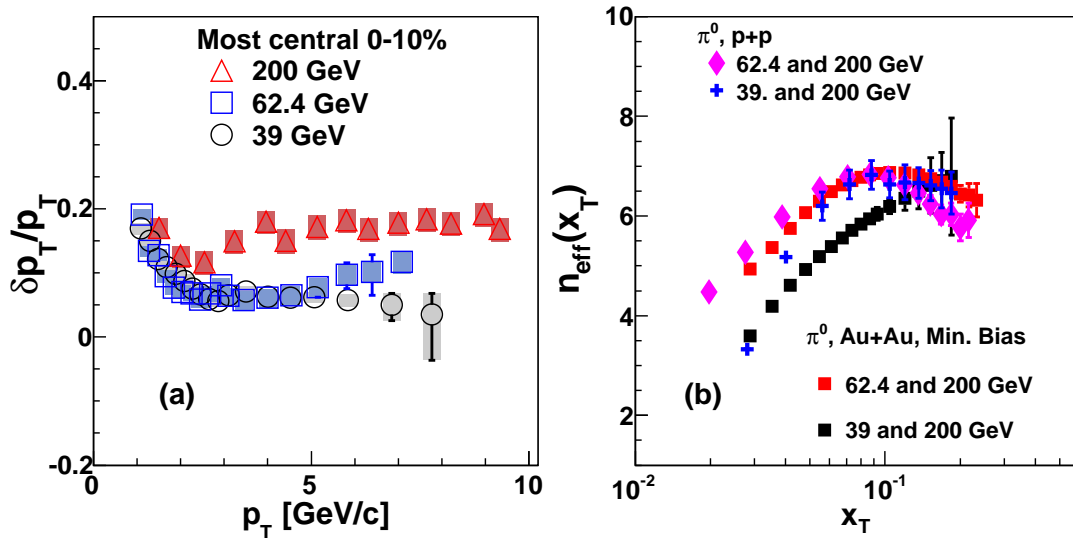 Most central 0-10%
200 GeV
62.4 GeV
39 GeV
0.4
0.2
0
-0.2
δp_T/p_T
(a)
0 5 10
p_T [GeV/c]
10
8
6
4
2
n_eff(x_T)
π⁰, p+p
62.4 and 200 GeV
39. and 200 GeV
(b)
π⁰, Au+Au, Min. Bias
62.4 and 200 GeV
39 and 200 GeV
10⁻² 10⁻¹
x_T